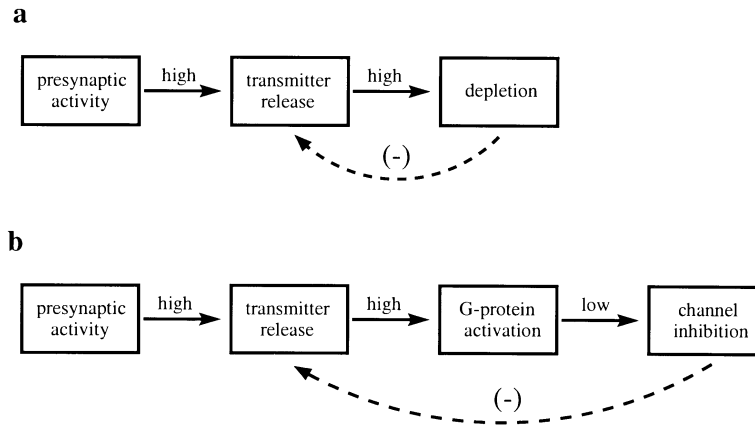 a
presynaptic
activity
high
transmitter
release
high
depletion
(-)
b
presynaptic
activity
high
transmitter
release
high
G-protein
activation
low
channel
inhibition
(-)